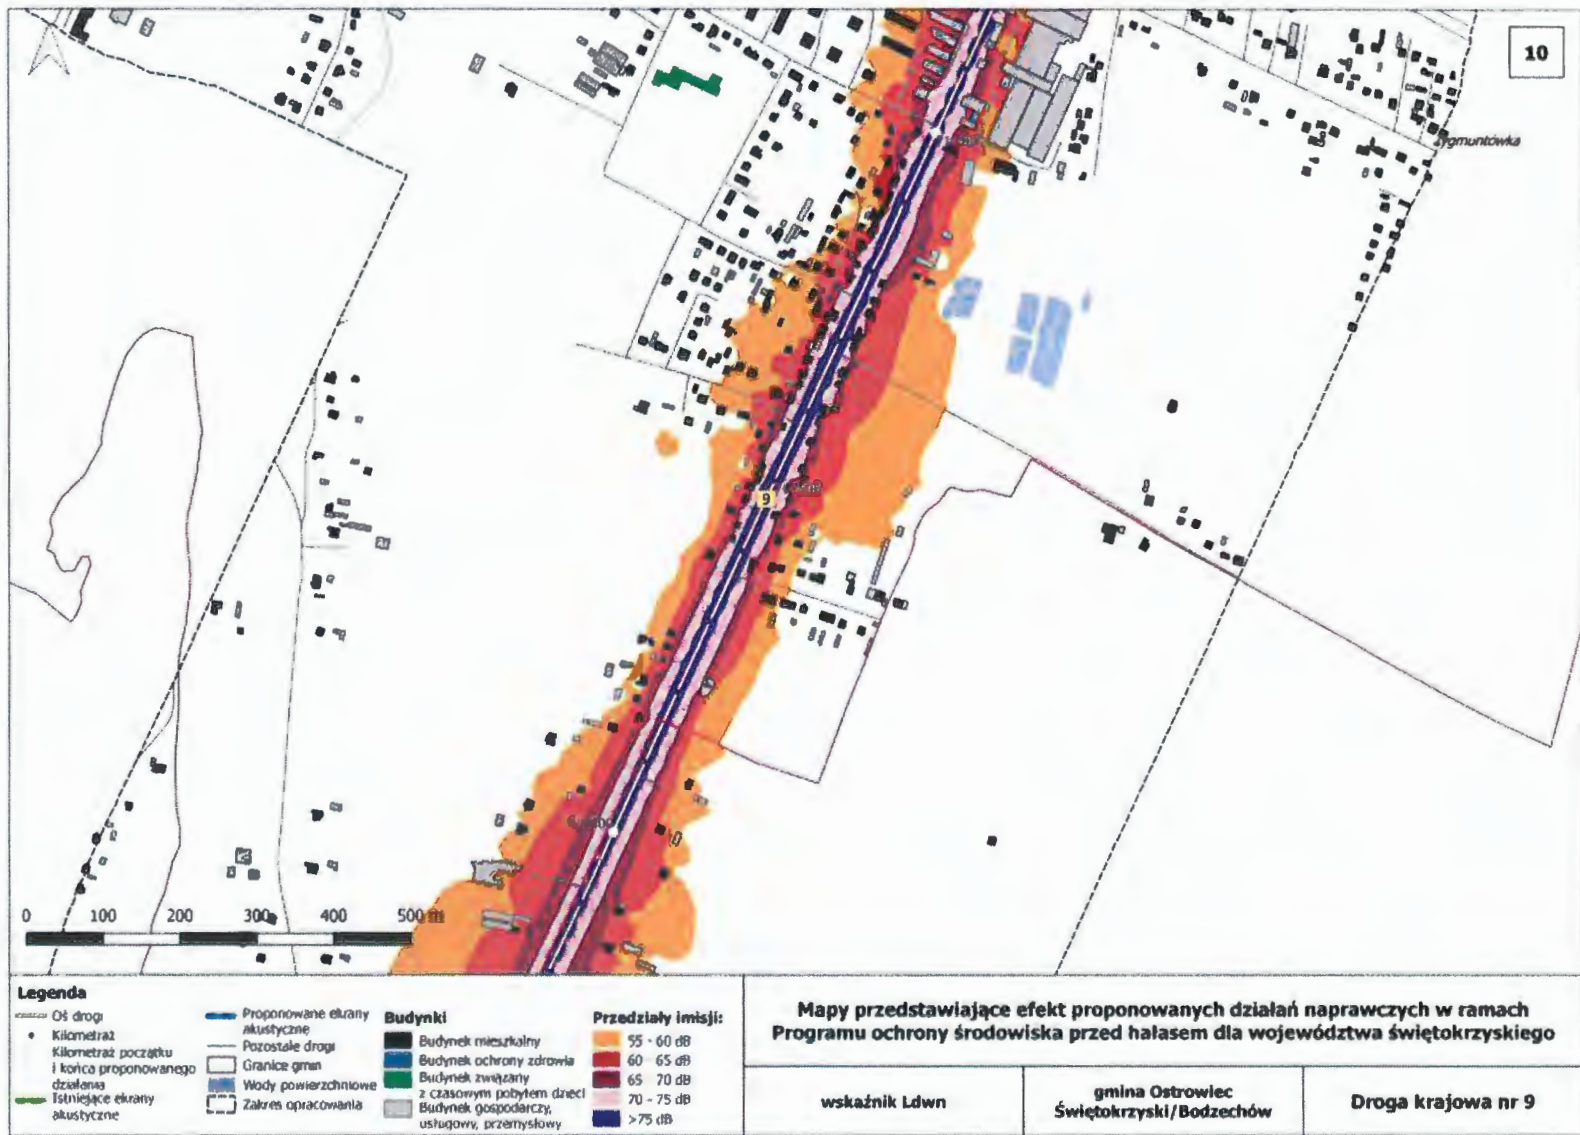 10
9
0 100 200 300 400 500 m
Legenda
Oś drogi
Kilometraż
Kilometraż początku
i końca proponowanego
działania
Istniejące ekrany
akustyczne
Proponowane ekrany
akustyczne
Pozostałe drogi
Granice gmin
Wody powierzchniowe
Zakres opracowania
Budynki
Budynek mieszkalny
Budynek ochrony zdrowia
Budynek związany
z czasowym pobytem dzieci
Budynek gospodarczy,
usługowy, przemysłowy
Przedziały imisji:
55 - 60 dB
60 - 65 dB
65 70 dB
70 - 75 dB
>75 dB
Mapy przedstawiające efekt proponowanych działań naprawczych w ramach
Programu ochrony środowiska przed hałasem dla województwa świętokrzyskiego
wskaźnik Ldwn
gmina Ostrowiec
Świętokrzyski/Bodzechów
Droga krajowa nr 9